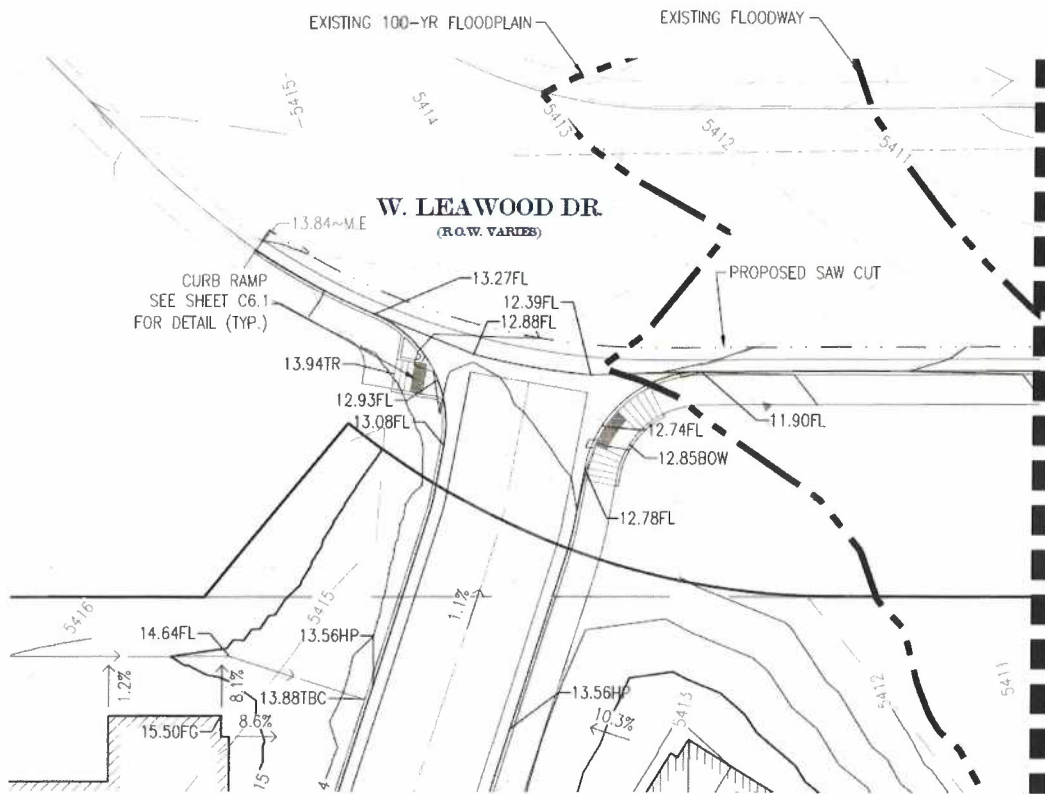 EXISTING 100-YR FLOODPLAIN
EXISTING FLOODWAY
5415
5414
5413
5412
5411
W. LEAWOOD DR.
(R.O.W. VARIES)
13.84~M.E
CURB RAMP
SEE SHEET C6.1
FOR DETAIL (TYP.)
13.27FL
12.39FL
12.88FL
PROPOSED SAW CUT
13.94TR
12.93FL
13.08FL
12.74FL
11.90FL
12.85BOW
12.78FL
5416
5415
1.1%
14.64FL
13.56HP
1.2%
8.1%
13.88TBC
13.56HP
5412
5411
15.50FG
8.6%
10.3%
5413
15
4